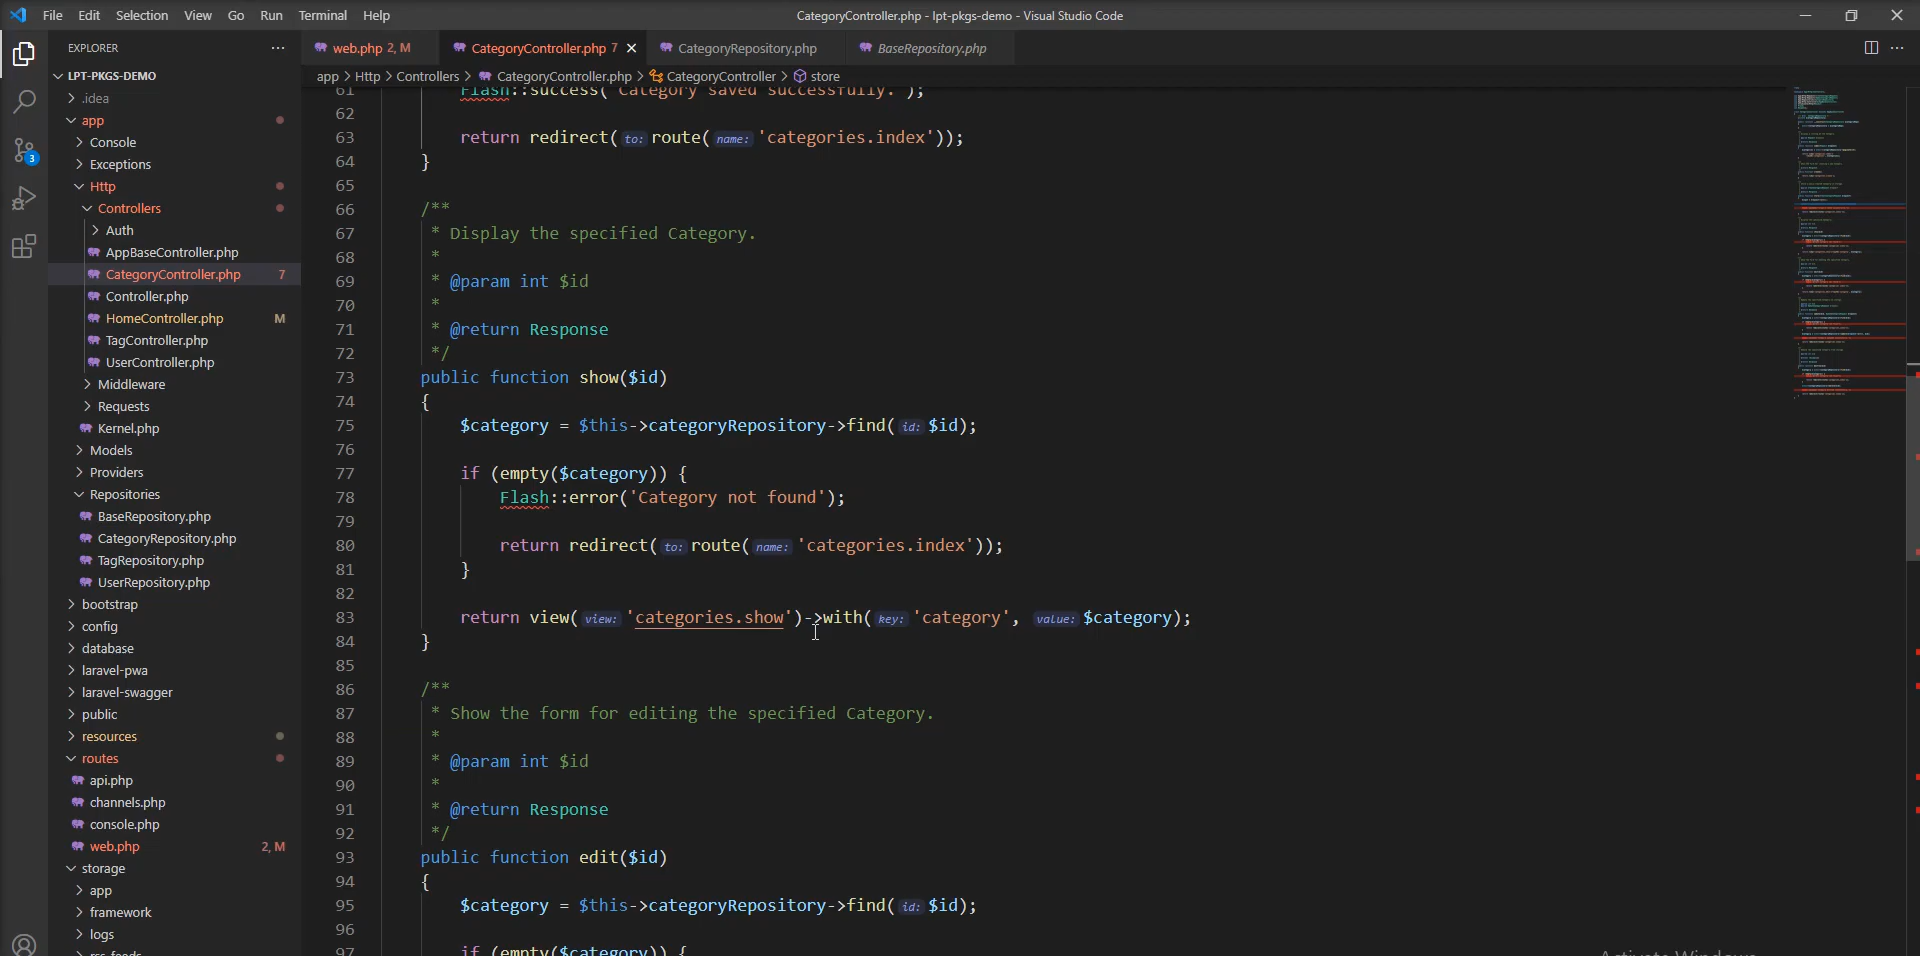 File Edit Selection View Go Run Terminal Help
CategoryController.php - lpt-pkgs-demo - Visual Studio Code
EXPLORER
web.php 2, M
CategoryController.php 7
CategoryRepository.php
BaseRepository.php
app > Http > Controllers > CategoryController.php > CategoryController > store
3
LPT-PKGS-DEMO
.idea
app
Console
Exceptions
Http
Controllers
Auth
AppBaseController.php
CategoryController.php 7
Controller.php
HomeController.php M
TagController.php
UserController.php
Middleware
Requests
Kernel.php
Models
Providers
Repositories
BaseRepository.php
CategoryRepository.php
TagRepository.php
UserRepository.php
bootstrap
config
database
laravel-pwa
laravel-swagger
public
resources
routes
api.php
channels.php
console.php
web.php 2, M
storage
app
framework
logs
61 Flash::success('Category saved successfully.');
62
63 return redirect(to: route(name: 'categories.index'));
64 }
65
66 /**
67 * Display the specified Category.
68 *
69 * @param int $id
70 *
71 * @return Response
72 */
73 public function show($id)
74 {
75 $category = $this->categoryRepository->find(id: $id);
76
77 if (empty($category)) {
78 Flash::error('Category not found');
79
80 return redirect(to: route(name: 'categories.index'));
81 }
82
83 return view(view: 'categories.show')->with(key: 'category', value: $category);
84 }
85
86 /**
87 * Show the form for editing the specified Category.
88 *
89 * @param int $id
90 *
91 * @return Response
92 */
93 public function edit($id)
94 {
95 $category = $this->categoryRepository->find(id: $id);
96
97 if (empty($category)) {